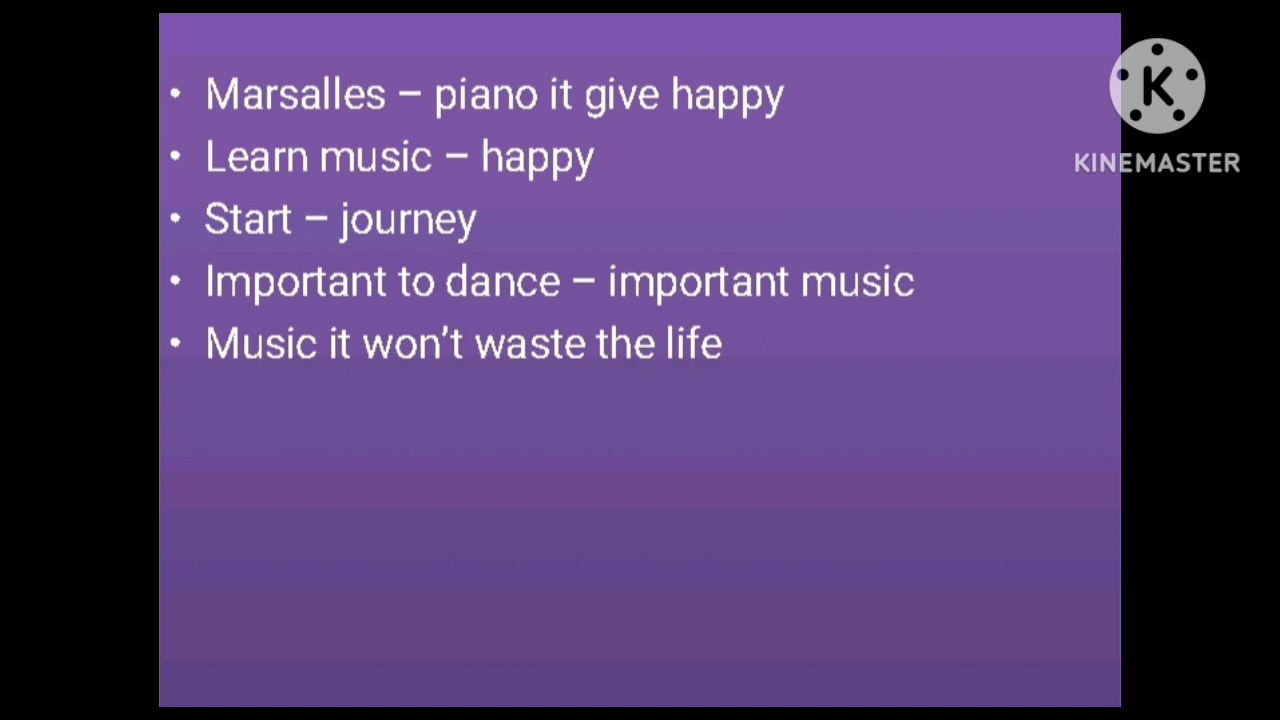 • Marsalles – piano it give happy
• Learn music – happy
• Start – journey
• Important to dance – important music
• Music it won’t waste the life
K
KINEMASTER